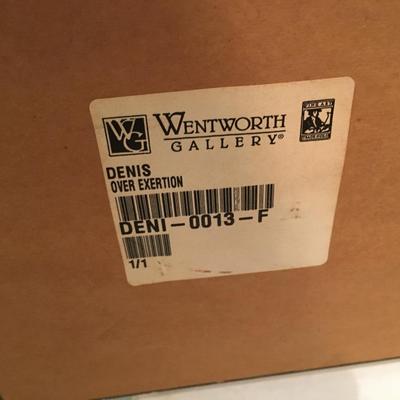 WG WENTWORTH
GALLERY®
DENIS
OVER EXERTION
DENI-0013-F
1/1